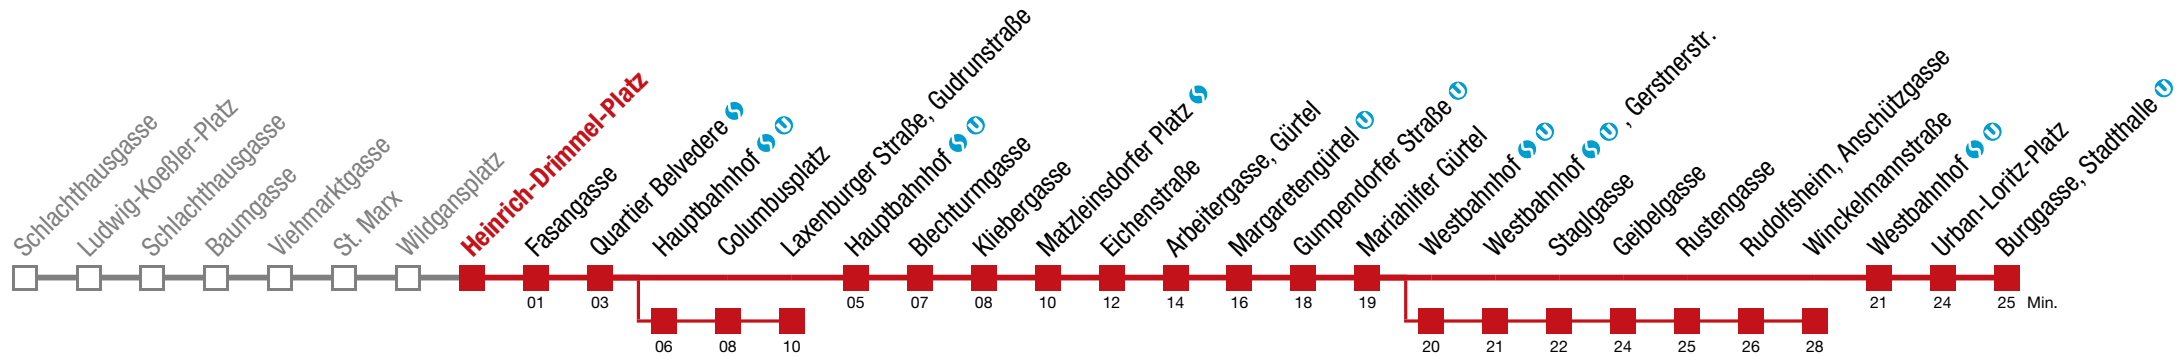 Schlachthausgasse
Ludwig-Koeßler-Platz
Schlachthausgasse
Baumgasse
Viehmarktgasse
St. Marx
Wildgansplatz
Heinrich-Drimmel-Platz
Fasangasse
Quartier Belvedere S
Hauptbahnhof S U
Columbusplatz
Laxenburger Straße, Gudrunstraße
Hauptbahnhof S U
Blechturmgasse
Kliebergasse
Matzleinsdorfer Platz S
Eichenstraße
Arbeitergasse, Gürtel
Margaretengürtel U
Gumpendorfer Straße U
Mariahilfer Gürtel
Westbahnhof S U
Westbahnhof S U , Gerstnerstr.
Staglgasse
Geibelgasse
Rustengasse
Rudolfsheim, Anschützgasse
Winckelmannstraße
Westbahnhof S U
Urban-Loritz-Platz
Burggasse, Stadthalle U
01 03 05 07 08 10 12 14 16 18 19 21 24 25 Min.
06 08 10 20 21 22 24 25 26 28